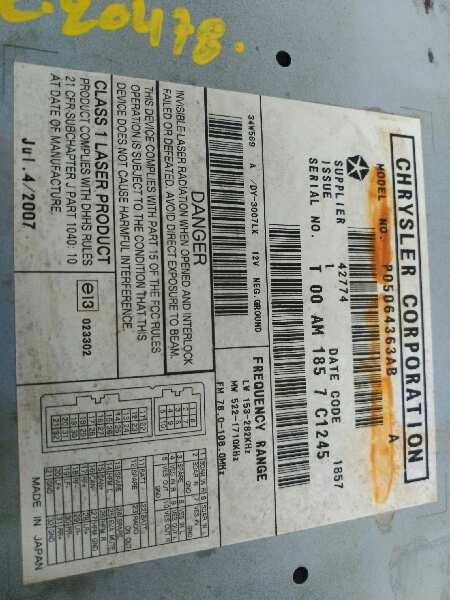 20478.
CHRYSLER CORPORATION
MODEL NO. P05064363AB A
SUPPLIER 42774 DATE CODE 1857
ISSUE 1
SERIAL NO. T 00 AM 185 7 C1245
34W569 A /DY-3007LK 12V NEG.GROUND
FREQUENCY RANGE
LW 153-282KHz
MW 522-1710KHz
FM 76.0-108.0MHz
DANGER
INVISIBLE LASER RADIATION WHEN OPENED AND INTERLOCK
FAILED OR DEFEATED. AVOID DIRECT EXPOSURE TO BEAM.
THIS DEVICE COMPLIES WITH PART 15 OF THE FCC RULES
OPERATION IS SUBJECT TO THE CONDITION THAT THIS
DEVICE DOES NOT CAUSE HARMFUL INTERFERENCE.
CLASS 1 LASER PRODUCT
PRODUCT COMPLIES WITH DHHS RULES
21 CFR-SUBCHAPTER J PART 1040: 10
AT DATE OF MANUFACTURE.
e13
023302
Jul. 4/2007
MADE IN JAPAN